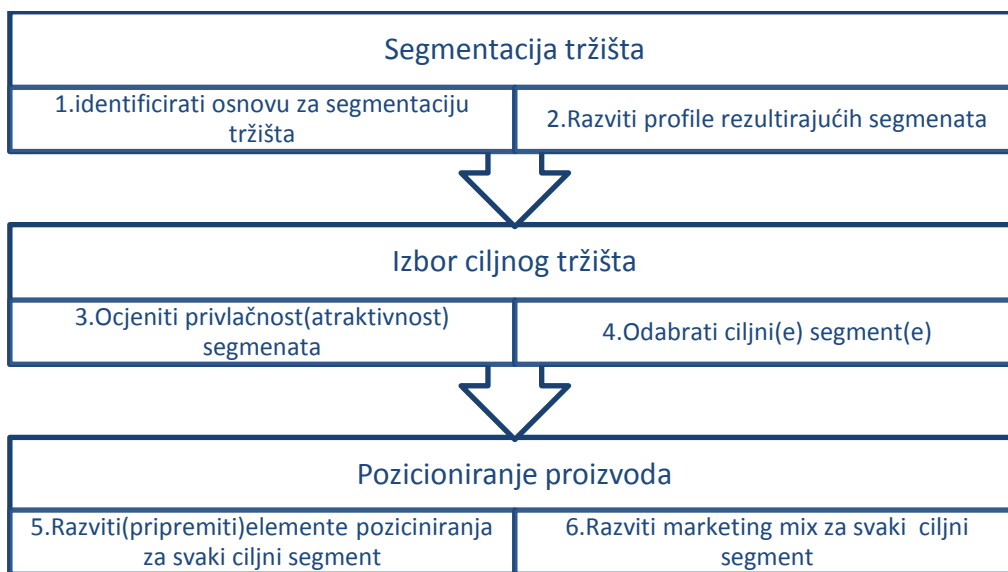 Segmentacija tržišta
1.identificirati osnovu za segmentaciju
tržišta
2.Razviti profile rezultirajućih segmenata
Izbor ciljnog tržišta
3.Ocjeniti privlačnost(atraktivnost)
segmenata
4.Odabrati ciljni(e) segment(e)
Pozicioniranje proizvoda
5.Razviti(pripremiti)elemente poziciniranja
za svaki ciljni segment
6.Razviti marketing mix za svaki  ciljni
segment